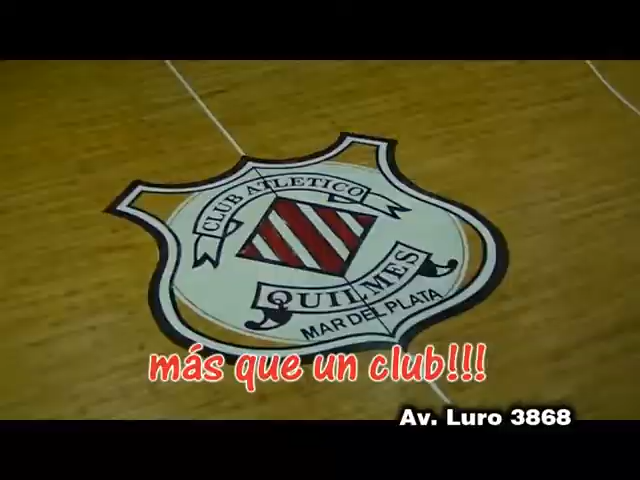 CLUB ATLETICO
QUILMES
MAR DEL PLATA
más que un club!!!
Av. Luro 3868